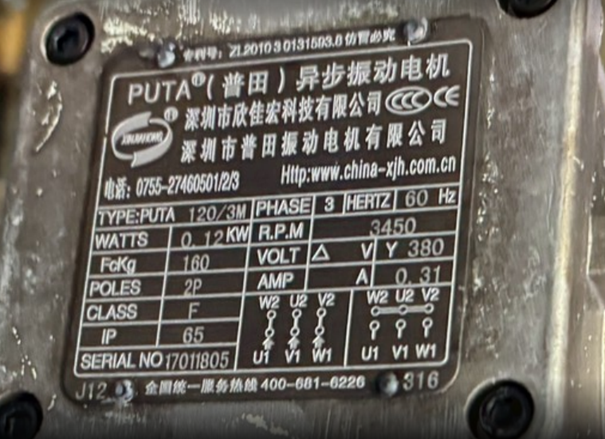 专利号: ZL2010 3 0131593.8 仿冒必究
PUTA®(普田)异步振动电机
深圳市欣佳宏科技有限公司 CCC CE
XINJIAHONG ® 深圳市普田振动电机有限公司
电话: 0755-27460501/2/3 Http:www.china-xjh.com.cn
TYPE:PUTA 120/3M PHASE 3 HERTZ 60 Hz
WATTS 0.12KW R.P.M 3450
FcKg 160 VOLT △ V Y 380
POLES 2P AMP A 0.31
CLASS F W2 U2 V2 W2 U2 V2
IP 65
SERIAL NO 17011805 U1 V1 W1 U1 V1 W1
J12 全国统一服务热线 400-681-6226 316